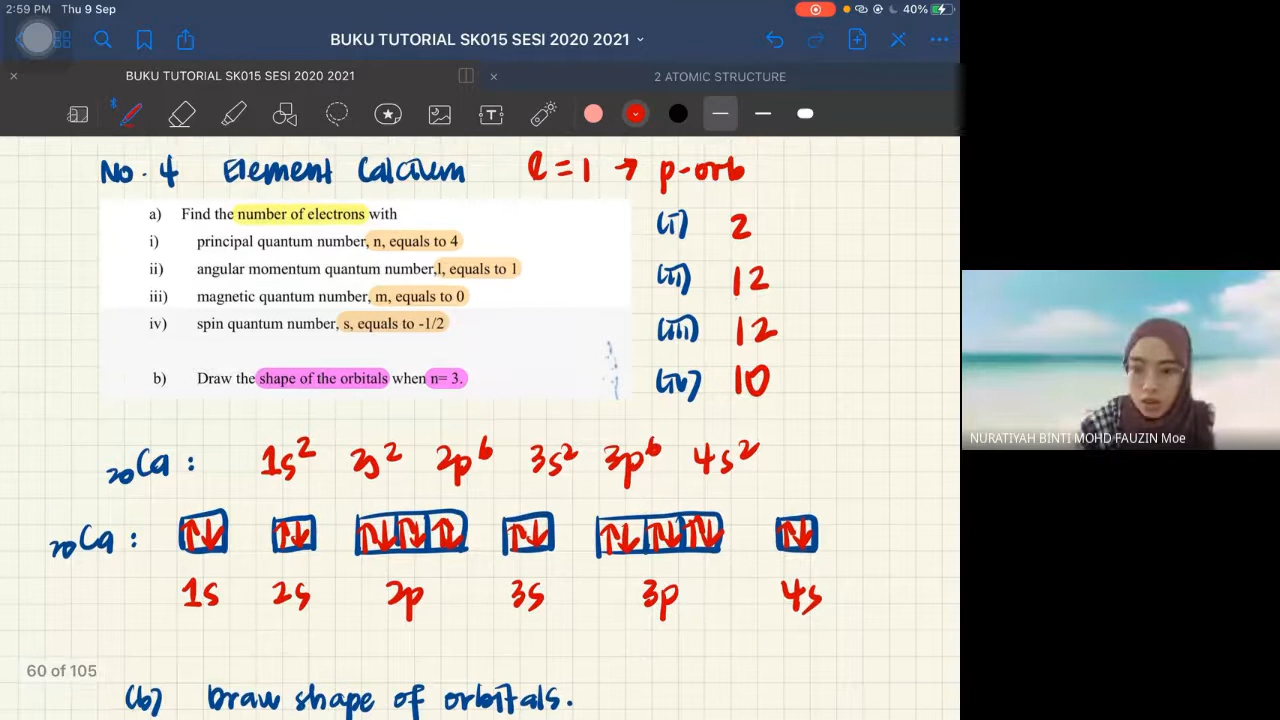 2:59 PM Thu 9 Sep
40%
BUKU TUTORIAL SK015 SESI 2020 2021
BUKU TUTORIAL SK015 SESI 2020 2021
2 ATOMIC STRUCTURE
No. 4 Element Calcium l = 1 → p-orb
a) Find the number of electrons with
i) principal quantum number, n, equals to 4
ii) angular momentum quantum number,l, equals to 1
iii) magnetic quantum number, m, equals to 0
iv) spin quantum number, s, equals to -1/2
b) Draw the shape of the orbitals when n= 3.
(i) 2
(ii) 12
(iii) 12
(iv) 10
NURATIYAH BINTI MOHD FAUZIN Moe
₂₀Ca : 1s² 2s² 2p⁶ 3s² 3p⁶ 4s²
₂₀Ca : ↑↓ ↑↓ ↑↓ ↑↓ ↑↓ ↑↓ ↑↓ ↑↓ ↑↓ ↑↓
1s 2s 2p 3s 3p 4s
60 of 105
(b) Draw shape of orbitals.